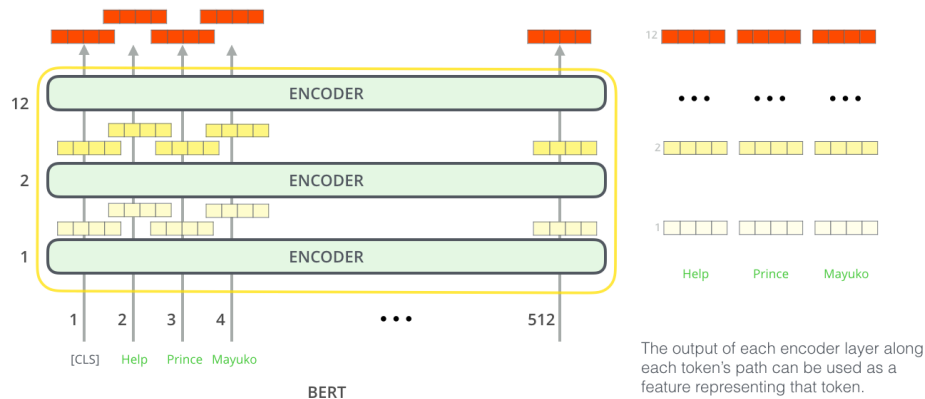 12
ENCODER
2
ENCODER
1
ENCODER
1 2 3 4 ••• 512
[CLS] Help Prince Mayuko
BERT
12
•••  •••  •••
2
1
Help Prince Mayuko
The output of each encoder layer along
each token's path can be used as a
feature representing that token.